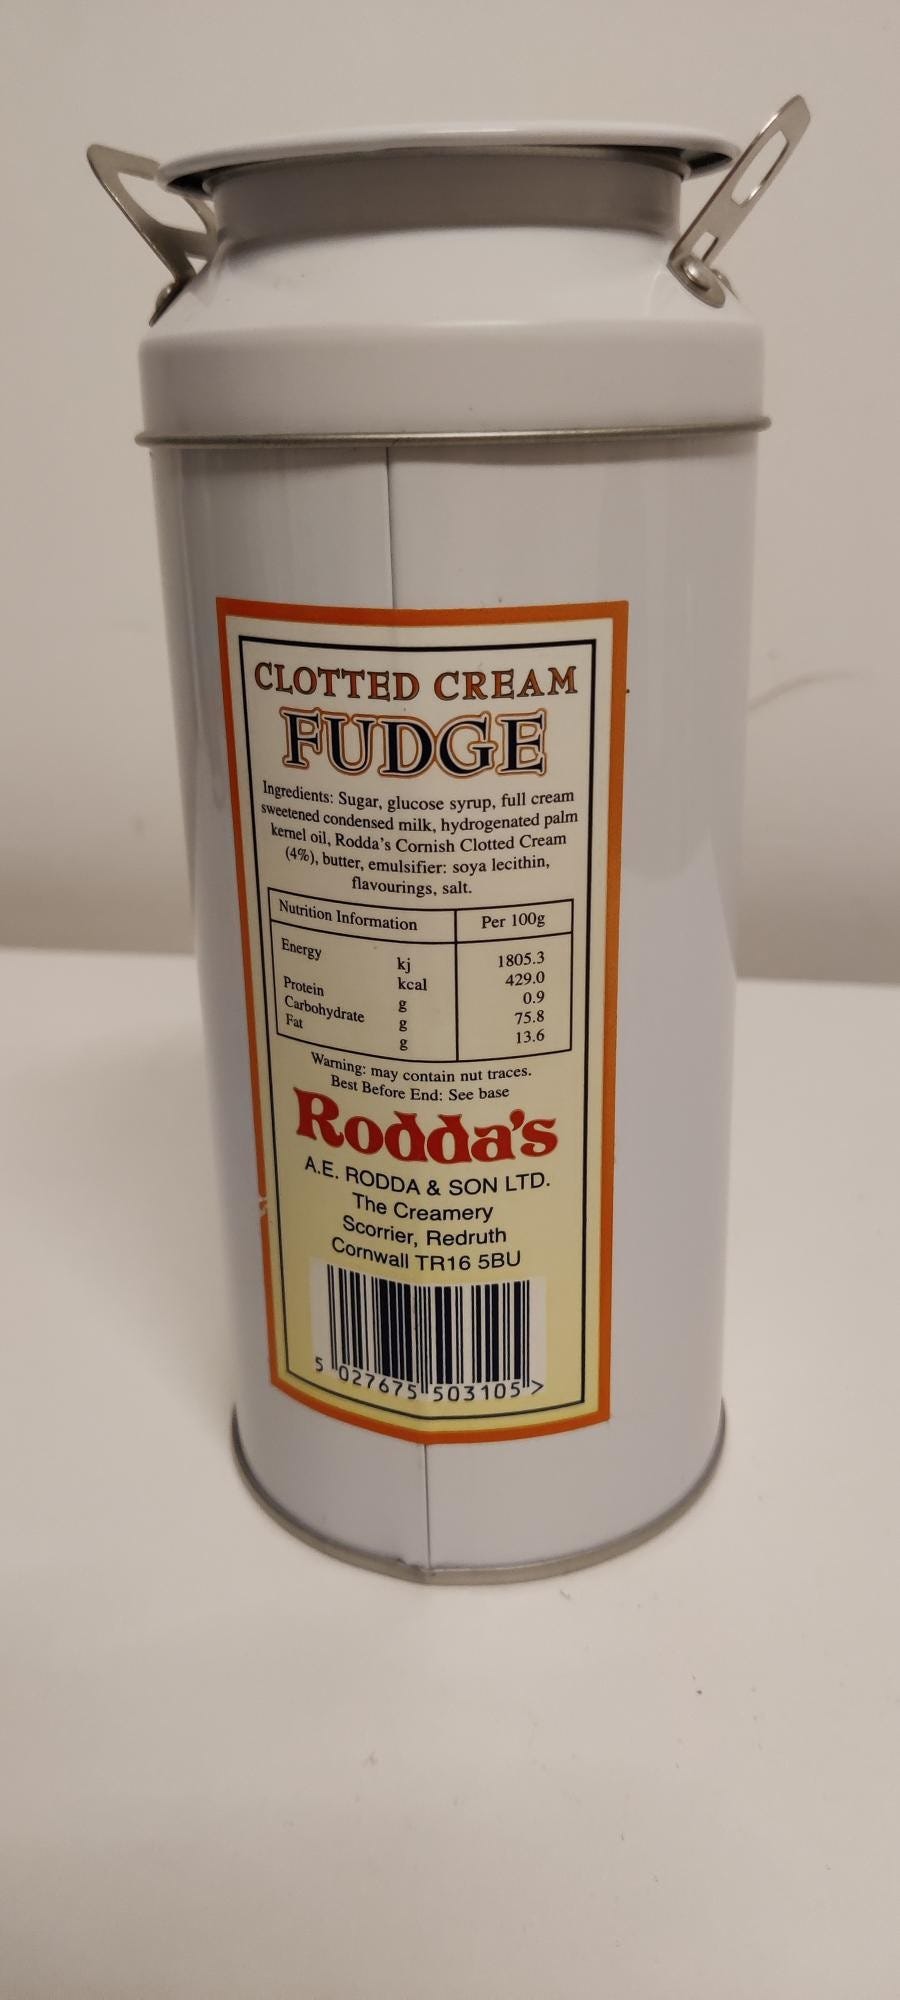 CLOTTED CREAM
FUDGE
Ingredients: Sugar, glucose syrup, full cream
sweetened condensed milk, hydrogenated palm
kernel oil, Rodda's Cornish Clotted Cream
(4%), butter, emulsifier: soya lecithin,
flavourings, salt.
Nutrition Information Per 100g
Energy kj 1805.3
kcal 429.0
Protein g 0.9
Carbohydrate g 75.8
Fat g 13.6
Warning: may contain nut traces.
Best Before End: See base
Rodda's
A.E. RODDA & SON LTD.
The Creamery
Scorrier, Redruth
Cornwall TR16 5BU
5 027675 503105 >